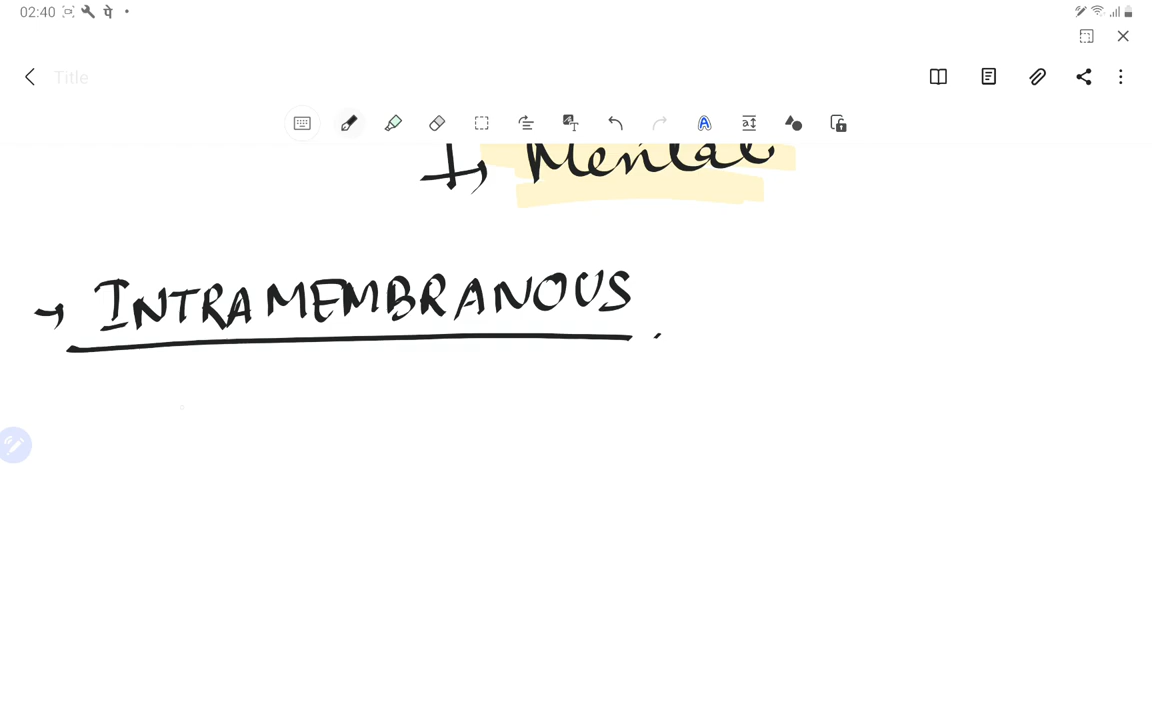 02:40 पे
Title
↳ Mental
→ INTRAMEMBRANOUS.